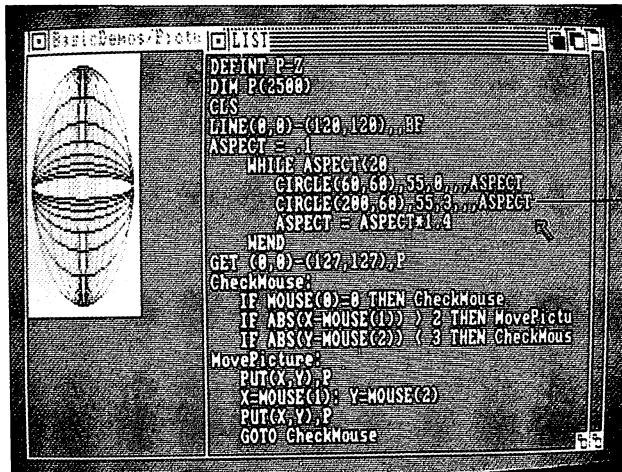 LIST
DEFINT P-Z
DIM P(2500)
CLS
LINE(0,0)-(120,120),,BF
ASPECT = .1
WHILE ASPECT<20
CIRCLE(60,60),55,0,,,ASPECT
CIRCLE(200,60),55,3,,,ASPECT
ASPECT = ASPECT*1.4
WEND
GET (0,0)-(127,127),P
CheckMouse:
IF MOUSE(0)=0 THEN CheckMouse
IF ABS(X-MOUSE(1)) > 2 THEN MovePictu
IF ABS(Y-MOUSE(2)) < 3 THEN CheckMous
MovePicture:
PUT(X,Y),P
X=MOUSE(1): Y=MOUSE(2)
PUT(X,Y),P
GOTO CheckMouse